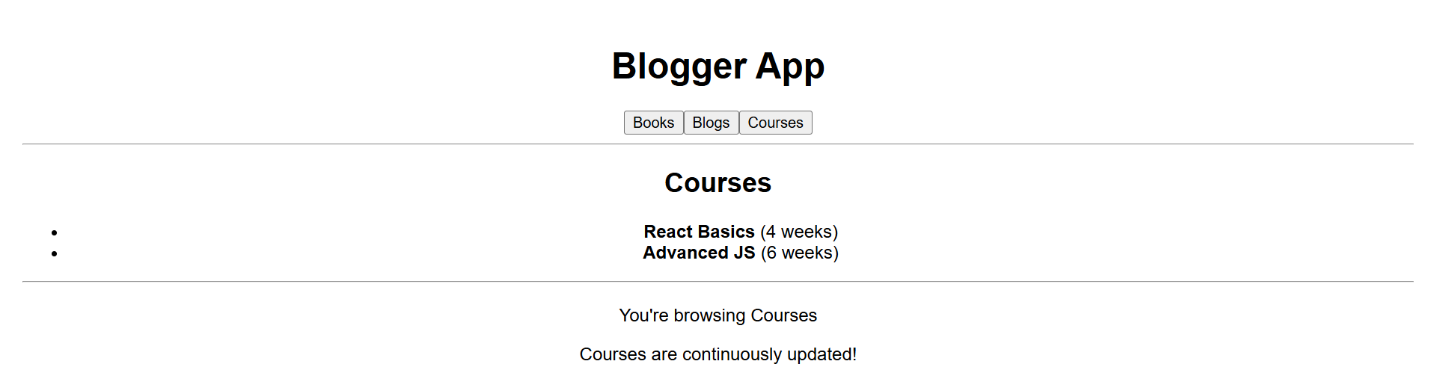 Blogger App
Books Blogs Courses
Courses
• React Basics (4 weeks)
• Advanced JS (6 weeks)
You're browsing Courses
Courses are continuously updated!